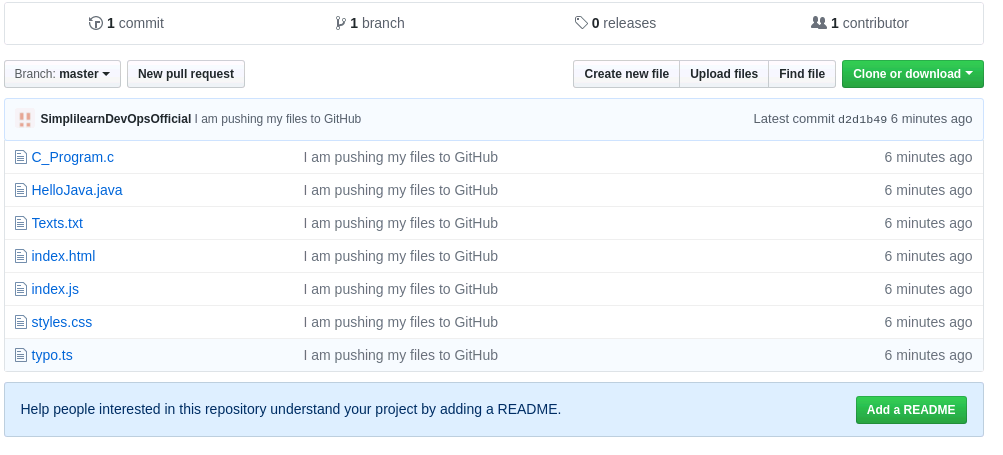 1 commit 1 branch 0 releases 1 contributor
Branch: master New pull request Create new file Upload files Find file Clone or download
SimplilearnDevOpsOfficial I am pushing my files to GitHub Latest commit d2d1b49 6 minutes ago
C_Program.c I am pushing my files to GitHub 6 minutes ago
HelloJava.java I am pushing my files to GitHub 6 minutes ago
Texts.txt I am pushing my files to GitHub 6 minutes ago
index.html I am pushing my files to GitHub 6 minutes ago
index.js I am pushing my files to GitHub 6 minutes ago
styles.css I am pushing my files to GitHub 6 minutes ago
typo.ts I am pushing my files to GitHub 6 minutes ago
Help people interested in this repository understand your project by adding a README. Add a README